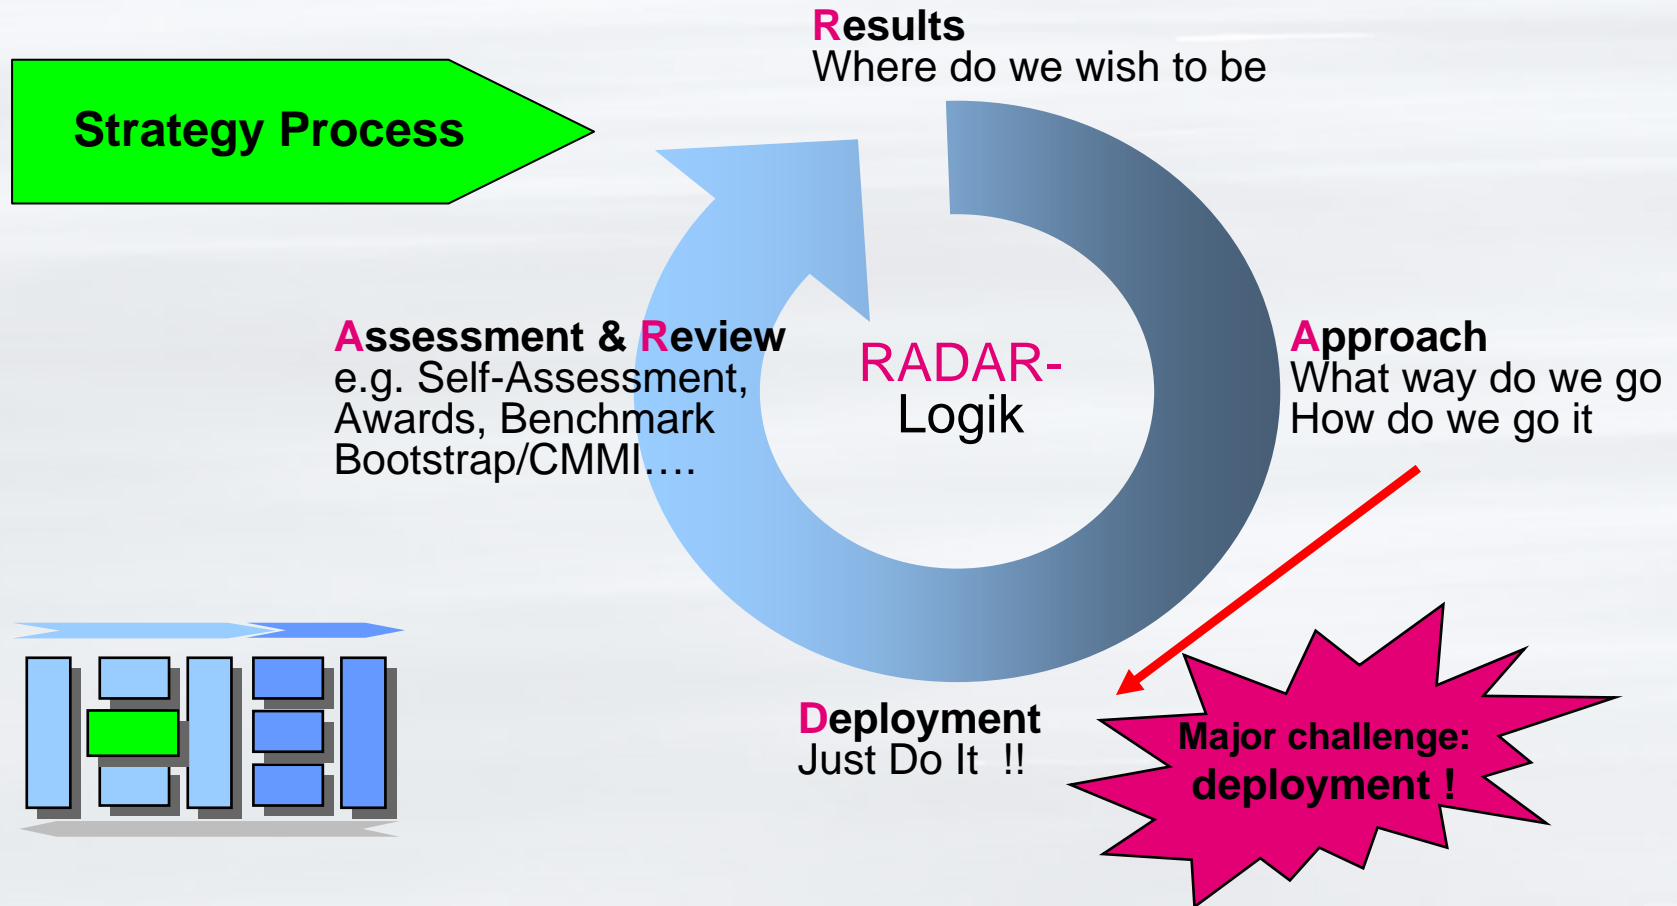 Results
Where do we wish to be
Strategy Process
Assessment & Review
e.g. Self-Assessment,
Awards, Benchmark
Bootstrap/CMMI....
RADAR-
Logik
Approach
What way do we go
How do we go it
Deployment
Just Do It !!
Major challenge:
deployment !